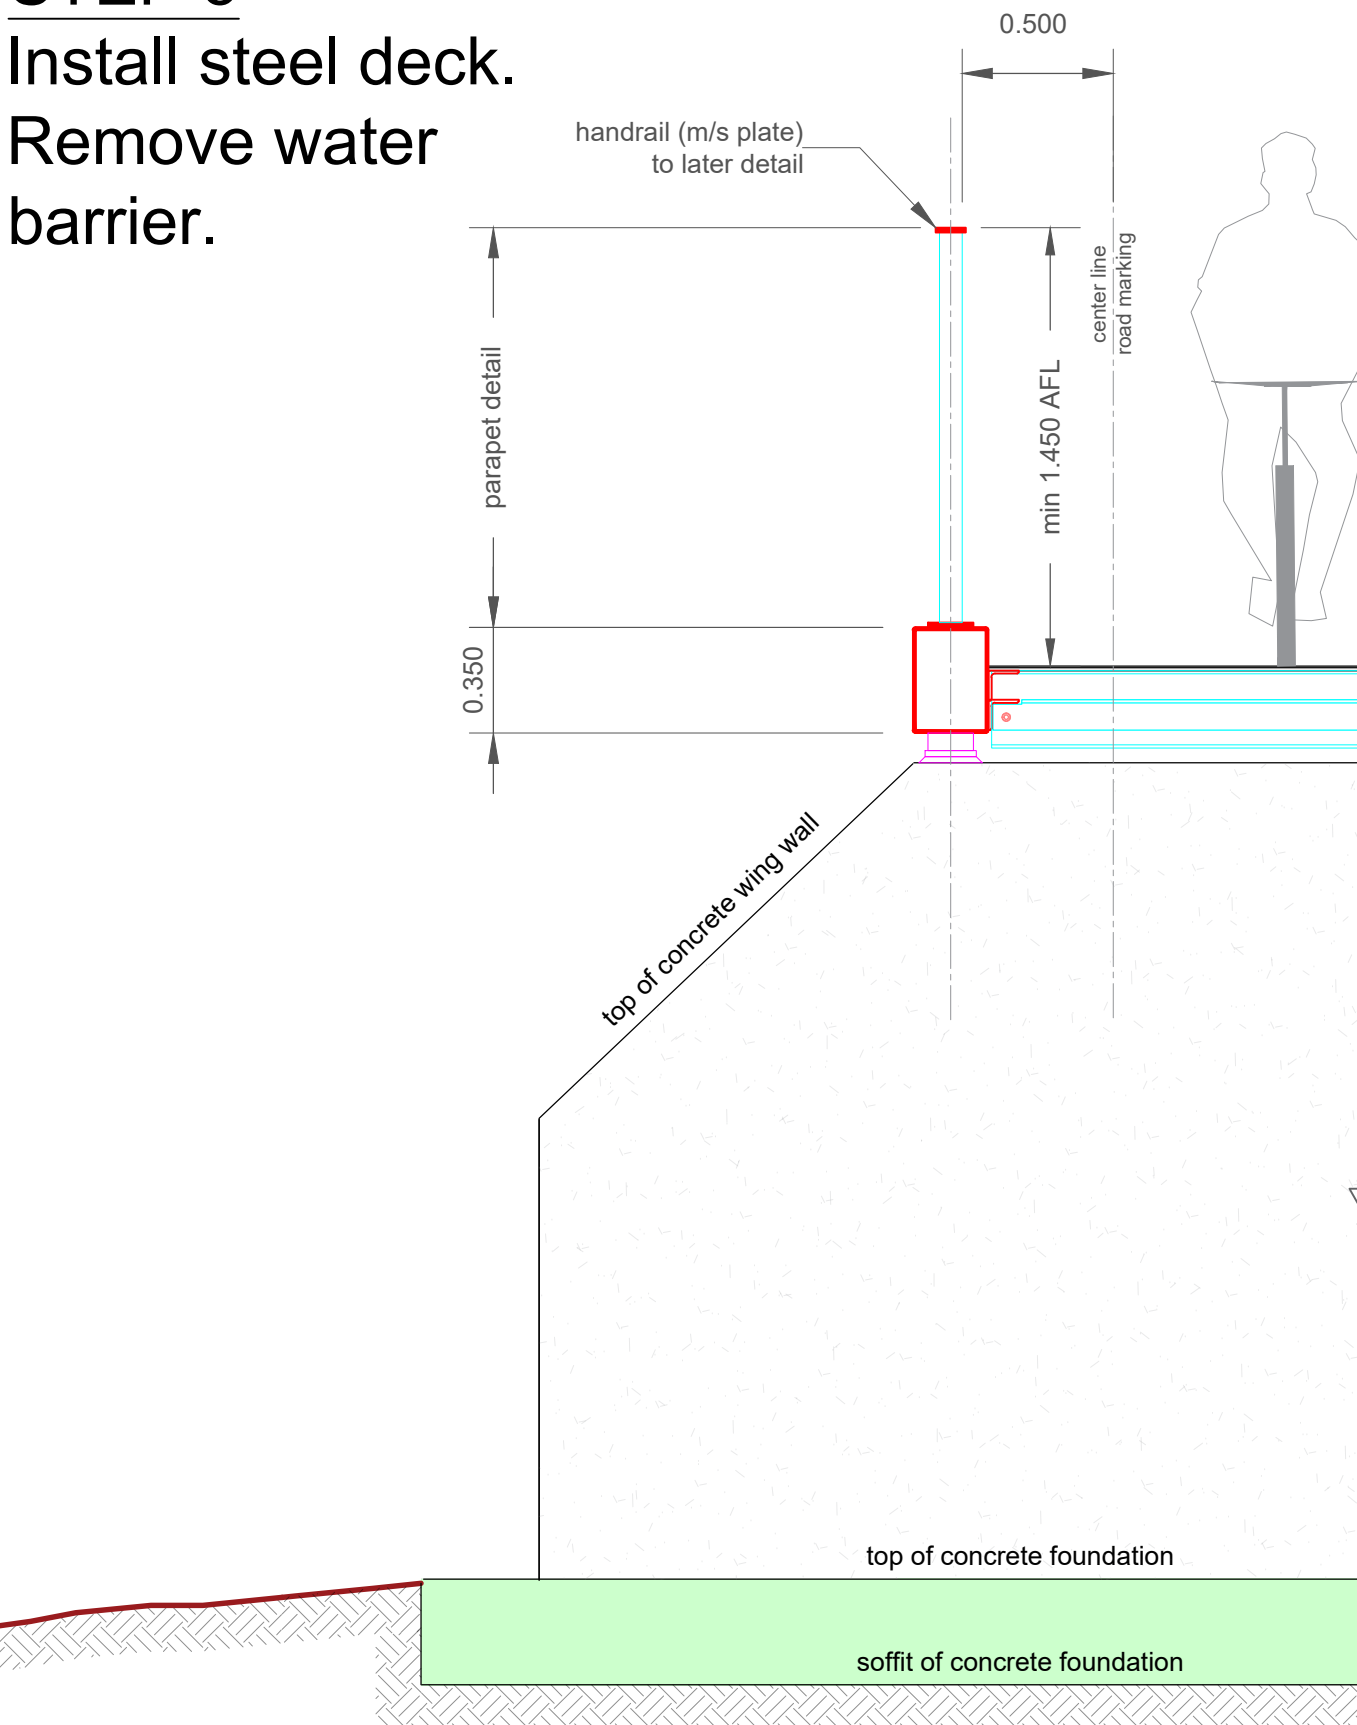 Install steel deck.
Remove water
barrier.
0.500
handrail (m/s plate)
to later detail
center line
road marking
parapet detail
min 1.450 AFL
0.350
top of concrete wing wall
top of concrete foundation
soffit of concrete foundation